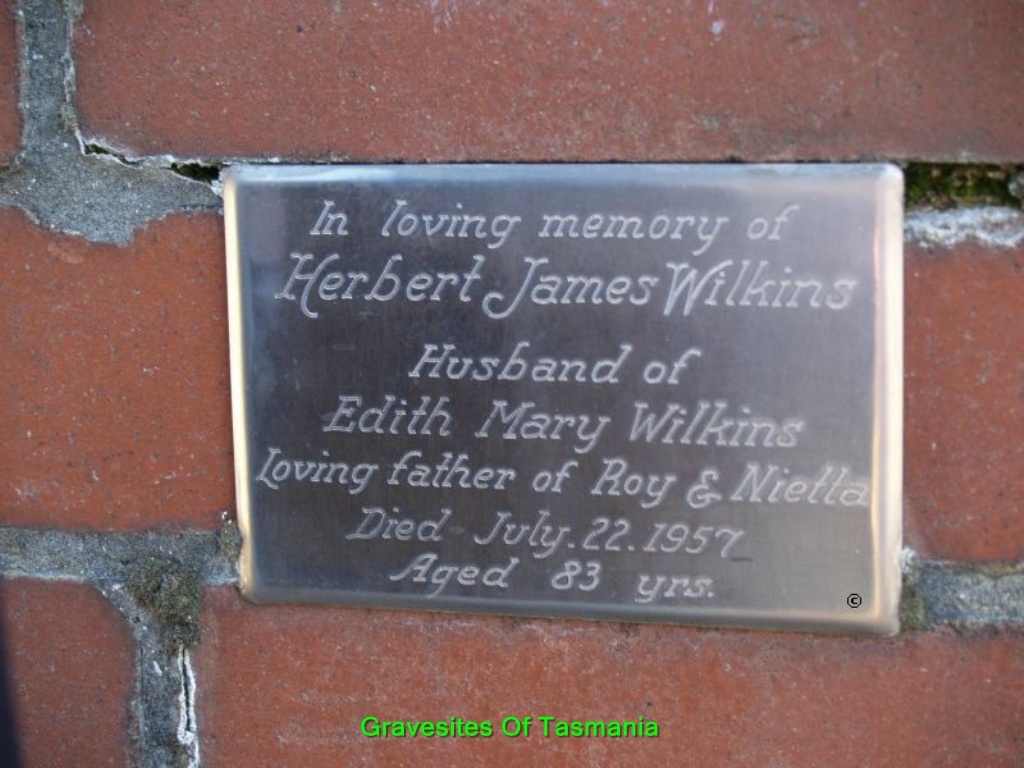 In loving memory of
Herbert James Wilkins
Husband of
Edith Mary Wilkins
Loving father of Roy & Nietta
Died - July. 22. 1957
Aged 83 yrs.
©
Gravesites Of Tasmania